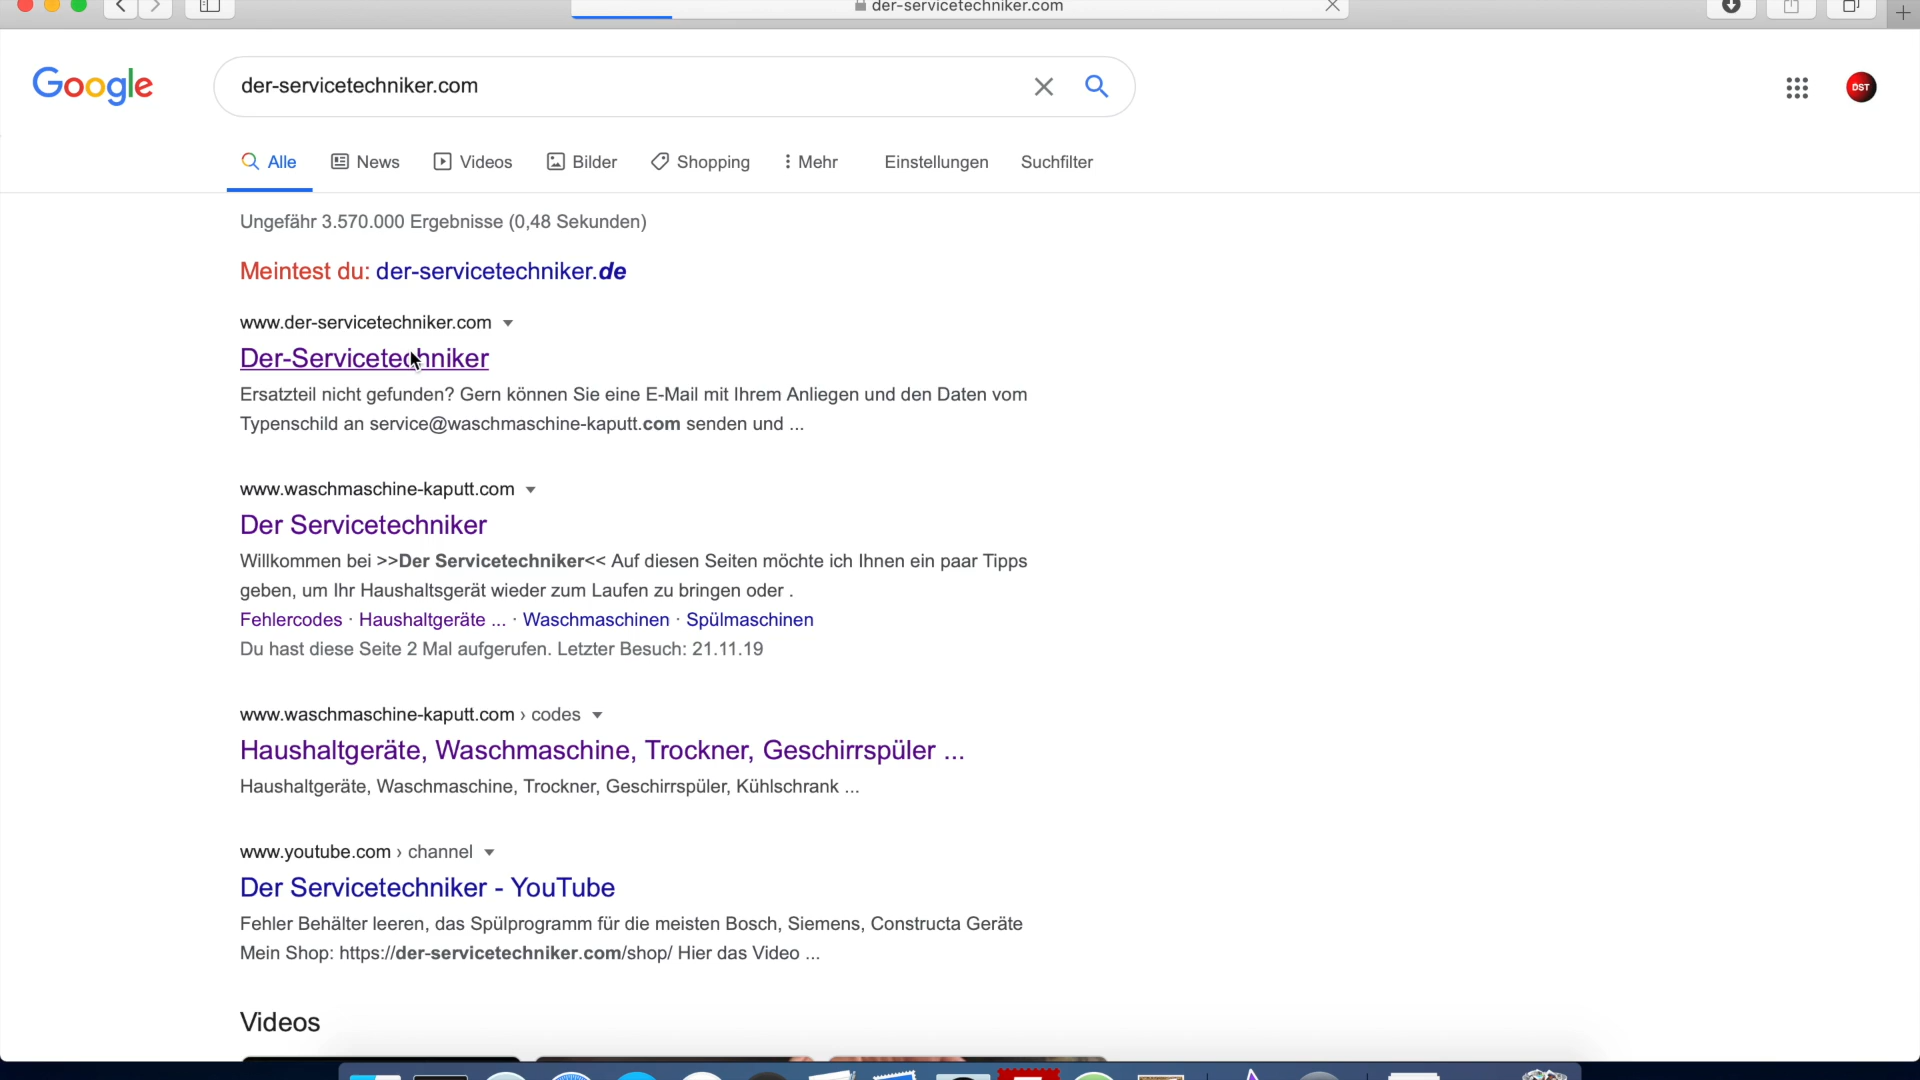 der-servicetechniker.com
Google
der-servicetechniker.com
DST
Alle News Videos Bilder Shopping Mehr Einstellungen Suchfilter
Ungefähr 3.570.000 Ergebnisse (0,48 Sekunden)
Meintest du: der-servicetechniker.de
www.der-servicetechniker.com
Der-Servicetechniker
Ersatzteil nicht gefunden? Gern können Sie eine E-Mail mit Ihrem Anliegen und den Daten vom
Typenschild an service@waschmaschine-kaputt.com senden und ...
www.waschmaschine-kaputt.com
Der Servicetechniker
Willkommen bei >>Der Servicetechniker<< Auf diesen Seiten möchte ich Ihnen ein paar Tipps
geben, um Ihr Haushaltsgerät wieder zum Laufen zu bringen oder .
Fehlercodes · Haushaltgeräte ... · Waschmaschinen · Spülmaschinen
Du hast diese Seite 2 Mal aufgerufen. Letzter Besuch: 21.11.19
www.waschmaschine-kaputt.com › codes
Haushaltgeräte, Waschmaschine, Trockner, Geschirrspüler ...
Haushaltgeräte, Waschmaschine, Trockner, Geschirrspüler, Kühlschrank ...
www.youtube.com › channel
Der Servicetechniker - YouTube
Fehler Behälter leeren, das Spülprogramm für die meisten Bosch, Siemens, Constructa Geräte
Mein Shop: https://der-servicetechniker.com/shop/ Hier das Video ...
Videos